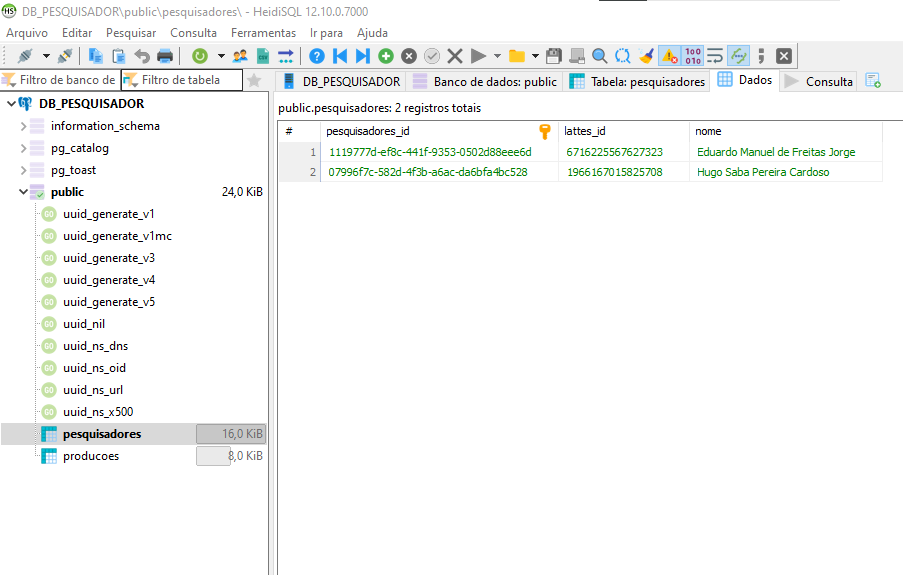 DB_PESQUISADOR\public\pesquisadores\ - HeidiSQL 12.10.0.7000
Arquivo Editar Pesquisar Consulta Ferramentas Ir para Ajuda
Filtro de banco de Filtro de tabela
DB_PESQUISADOR Banco de dados: public Tabela: pesquisadores Dados Consulta
DB_PESQUISADOR
information_schema
pg_catalog
pg_toast
public 24,0 KiB
uuid_generate_v1
uuid_generate_v1mc
uuid_generate_v3
uuid_generate_v4
uuid_generate_v5
uuid_nil
uuid_ns_dns
uuid_ns_oid
uuid_ns_url
uuid_ns_x500
pesquisadores 16,0 KiB
producoes 8,0 KiB
public.pesquisadores: 2 registros totais
# pesquisadores_id lattes_id nome
1 1119777d-ef8c-441f-9353-0502d88eee6d 6716225567627323 Eduardo Manuel de Freitas Jorge
2 07996f7c-582d-4f3b-a6ac-da6bfa4bc528 1966167015825708 Hugo Saba Pereira Cardoso